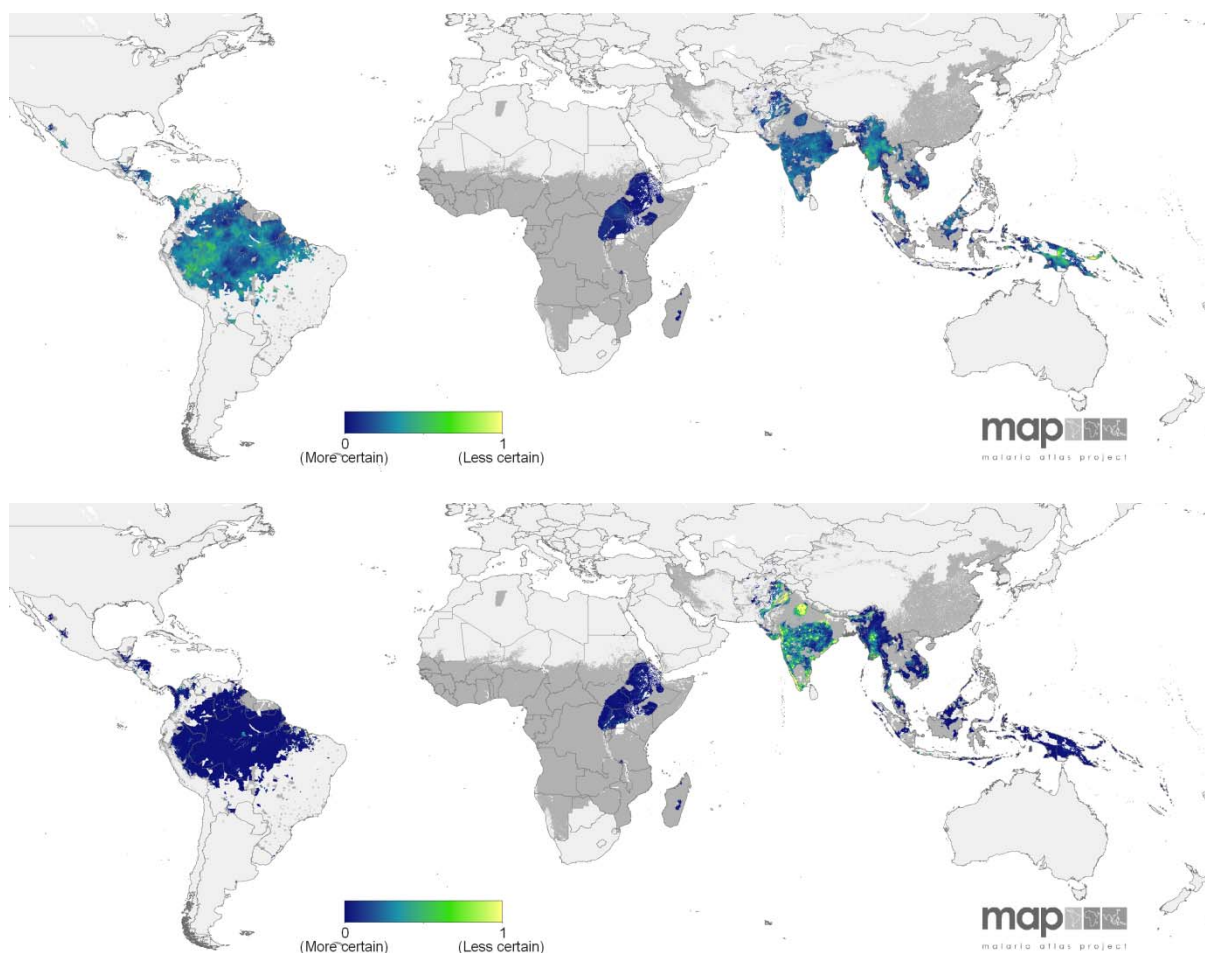 0 1
(More certain) (Less certain)
map
malaria atlas project
0 1
(More certain) (Less certain)
map
malaria atlas project